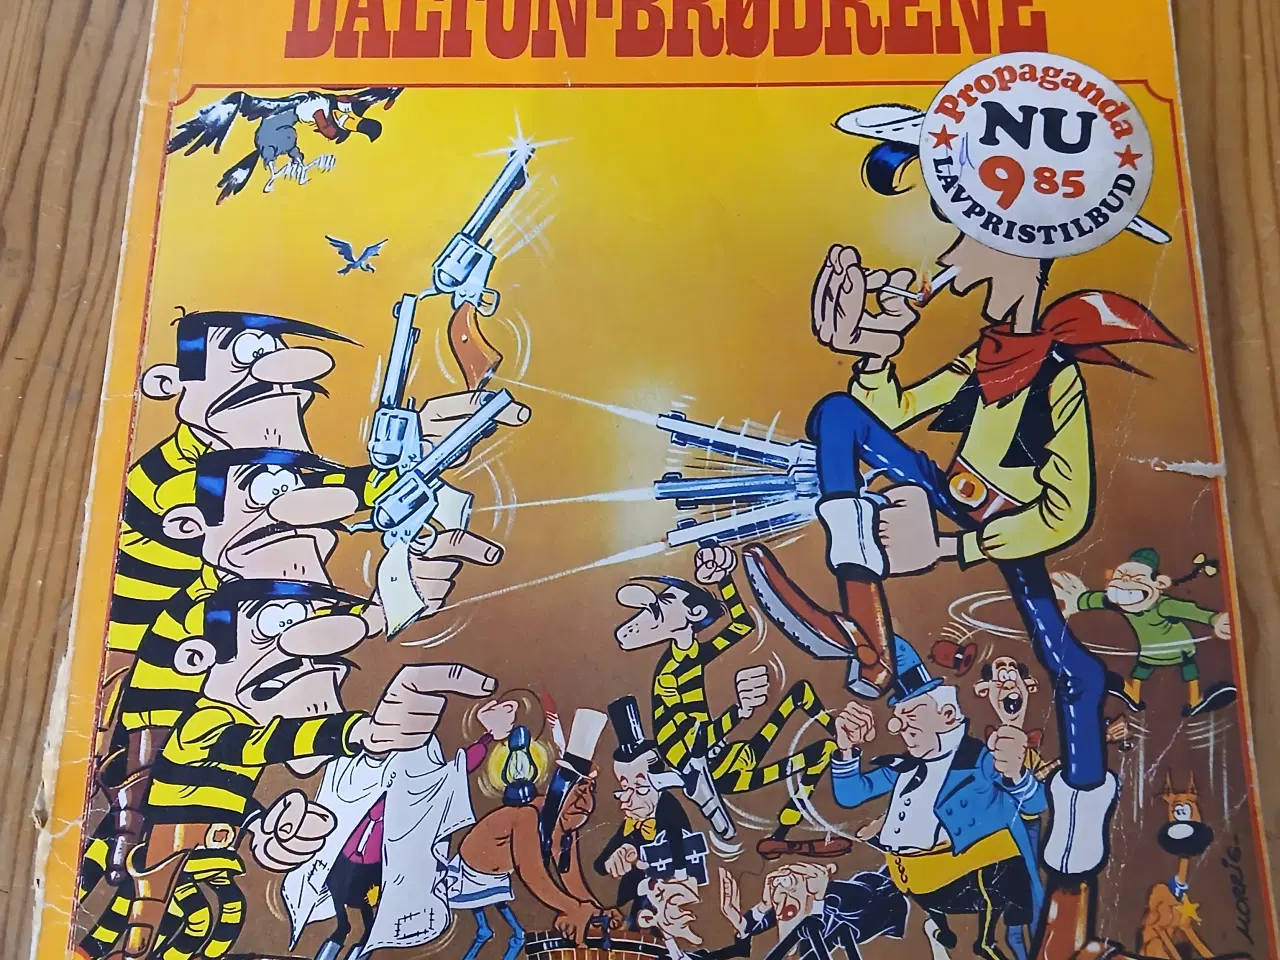 DALTON-BRØDRENE
Propaganda
NU
9 85
LAVPRISTILBUD
MORRIS